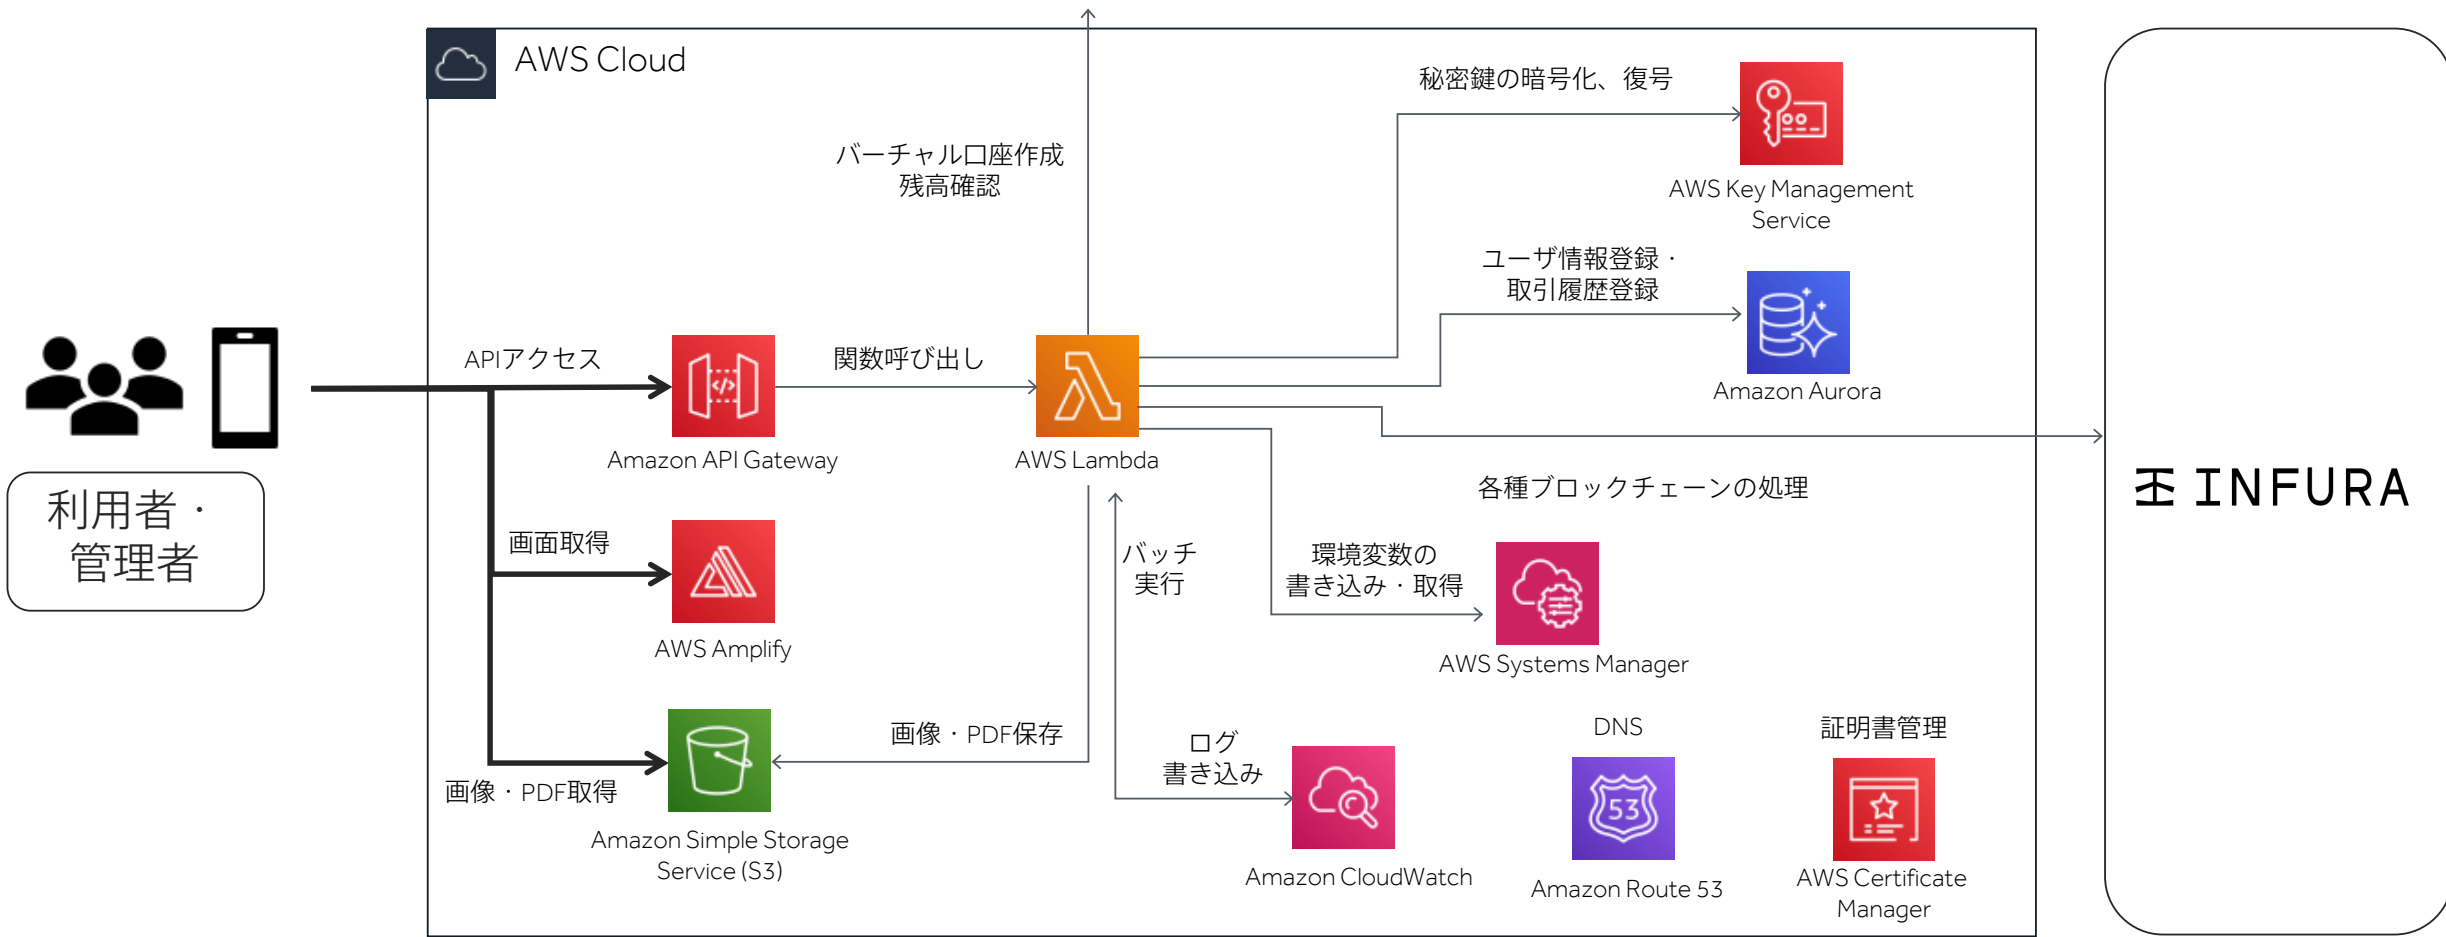 AWS Cloud
秘密鍵の暗号化、復号
AWS Key Management
Service
バーチャル口座作成
残高確認
ユーザ情報登録・
取引履歴登録
Amazon Aurora
APIアクセス
Amazon API Gateway
関数呼び出し
AWS Lambda
利用者・
管理者
画面取得
AWS Amplify
各種ブロックチェーンの処理
INFURA
バッチ
実行
環境変数の
書き込み・取得
AWS Systems Manager
画像・PDF取得
画像・PDF保存
Amazon Simple Storage
Service (S3)
ログ
書き込み
Amazon CloudWatch
DNS
53
Amazon Route 53
証明書管理
AWS Certificate
Manager